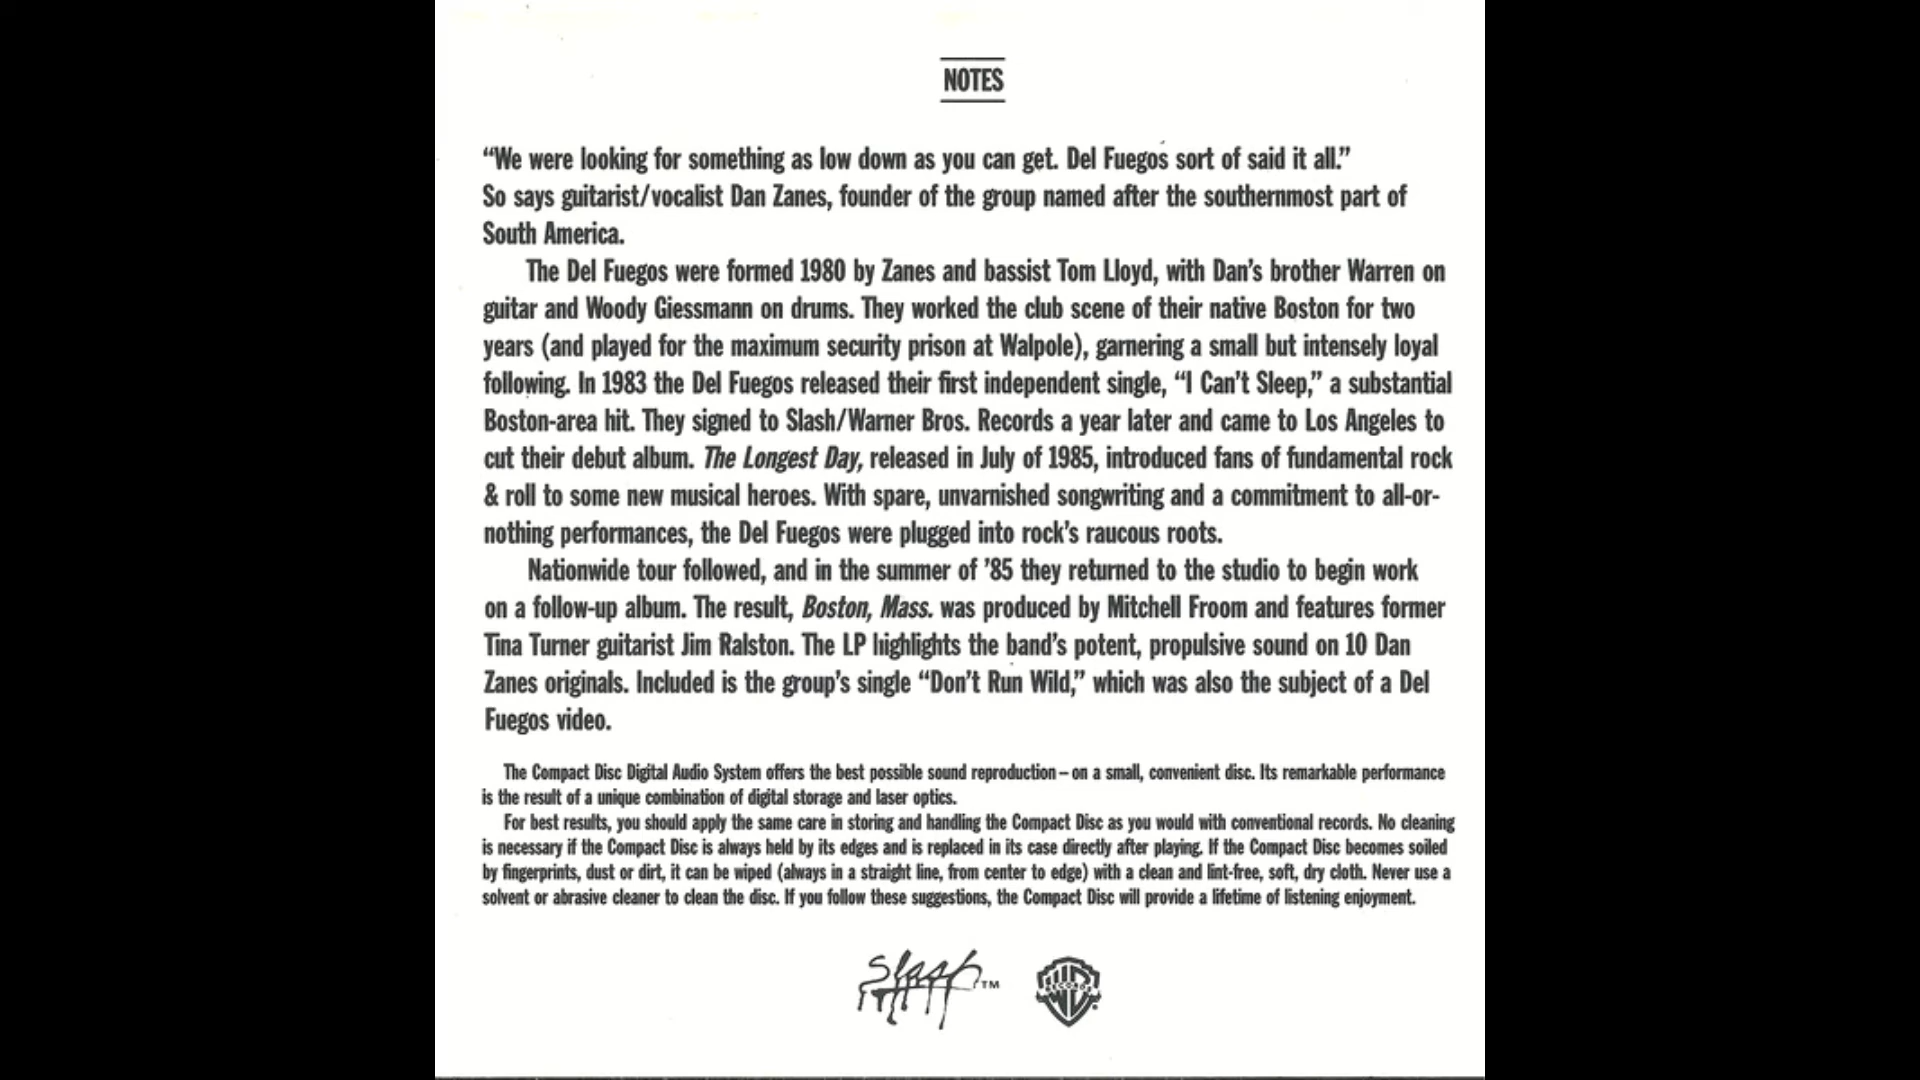 NOTES
“We were looking for something as low down as you can get. Del Fuegos sort of said it all.”
So says guitarist/vocalist Dan Zanes, founder of the group named after the southernmost part of
South America.
The Del Fuegos were formed 1980 by Zanes and bassist Tom Lloyd, with Dan's brother Warren on
guitar and Woody Giessmann on drums. They worked the club scene of their native Boston for two
years (and played for the maximum security prison at Walpole), garnering a small but intensely loyal
following. In 1983 the Del Fuegos released their first independent single, “I Can't Sleep,” a substantial
Boston-area hit. They signed to Slash/Warner Bros. Records a year later and came to Los Angeles to
cut their debut album. The Longest Day, released in July of 1985, introduced fans of fundamental rock
& roll to some new musical heroes. With spare, unvarnished songwriting and a commitment to all-or-
nothing performances, the Del Fuegos were plugged into rock's raucous roots.
Nationwide tour followed, and in the summer of '85 they returned to the studio to begin work
on a follow-up album. The result, Boston, Mass. was produced by Mitchell Froom and features former
Tina Turner guitarist Jim Ralston. The LP highlights the band's potent, propulsive sound on 10 Dan
Zanes originals. Included is the group's single “Don't Run Wild,” which was also the subject of a Del
Fuegos video.
The Compact Disc Digital Audio System offers the best possible sound reproduction – on a small, convenient disc. Its remarkable performance
is the result of a unique combination of digital storage and laser optics.
For best results, you should apply the same care in storing and handling the Compact Disc as you would with conventional records. No cleaning
is necessary if the Compact Disc is always held by its edges and is replaced in its case directly after playing. If the Compact Disc becomes soiled
by fingerprints, dust or dirt, it can be wiped (always in a straight line, from center to edge) with a clean and lint-free, soft, dry cloth. Never use a
solvent or abrasive cleaner to clean the disc. If you follow these suggestions, the Compact Disc will provide a lifetime of listening enjoyment.
Slash TM
WB RECORDS